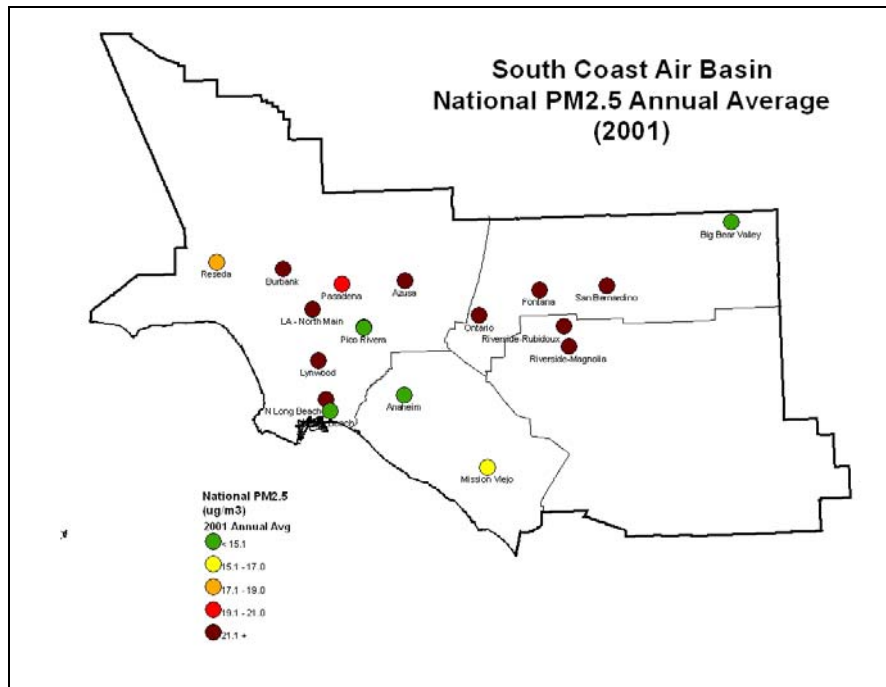 South Coast Air Basin
National PM2.5 Annual Average
(2001)
Big Bear Valley
Reseda
Burbank
Pasadena
Azusa
Fontana
San Bernardino
LA - North Main
Pico Rivera
Ontario
Riverside-Rubidoux
Riverside-Magnolia
Lynwood
N Long Beach
Beach
Anaheim
Mission Viejo
National PM2.5
(ug/m3)
2001 Annual Avg
< 15.1
15.1 - 17.0
17.1 - 19.0
19.1 - 21.0
21.1 +